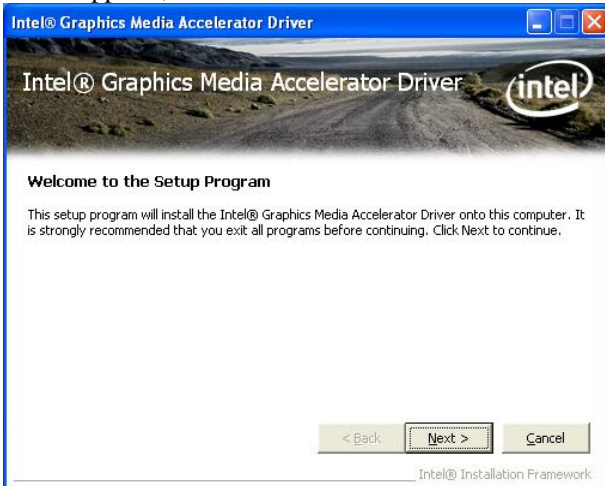 Intel® Graphics Media Accelerator Driver
Intel® Graphics Media Accelerator Driver
intel
Welcome to the Setup Program
This setup program will install the Intel® Graphics Media Accelerator Driver onto this computer. It
is strongly recommended that you exit all programs before continuing. Click Next to continue.
< Back Next > Cancel
Intel® Installation Framework